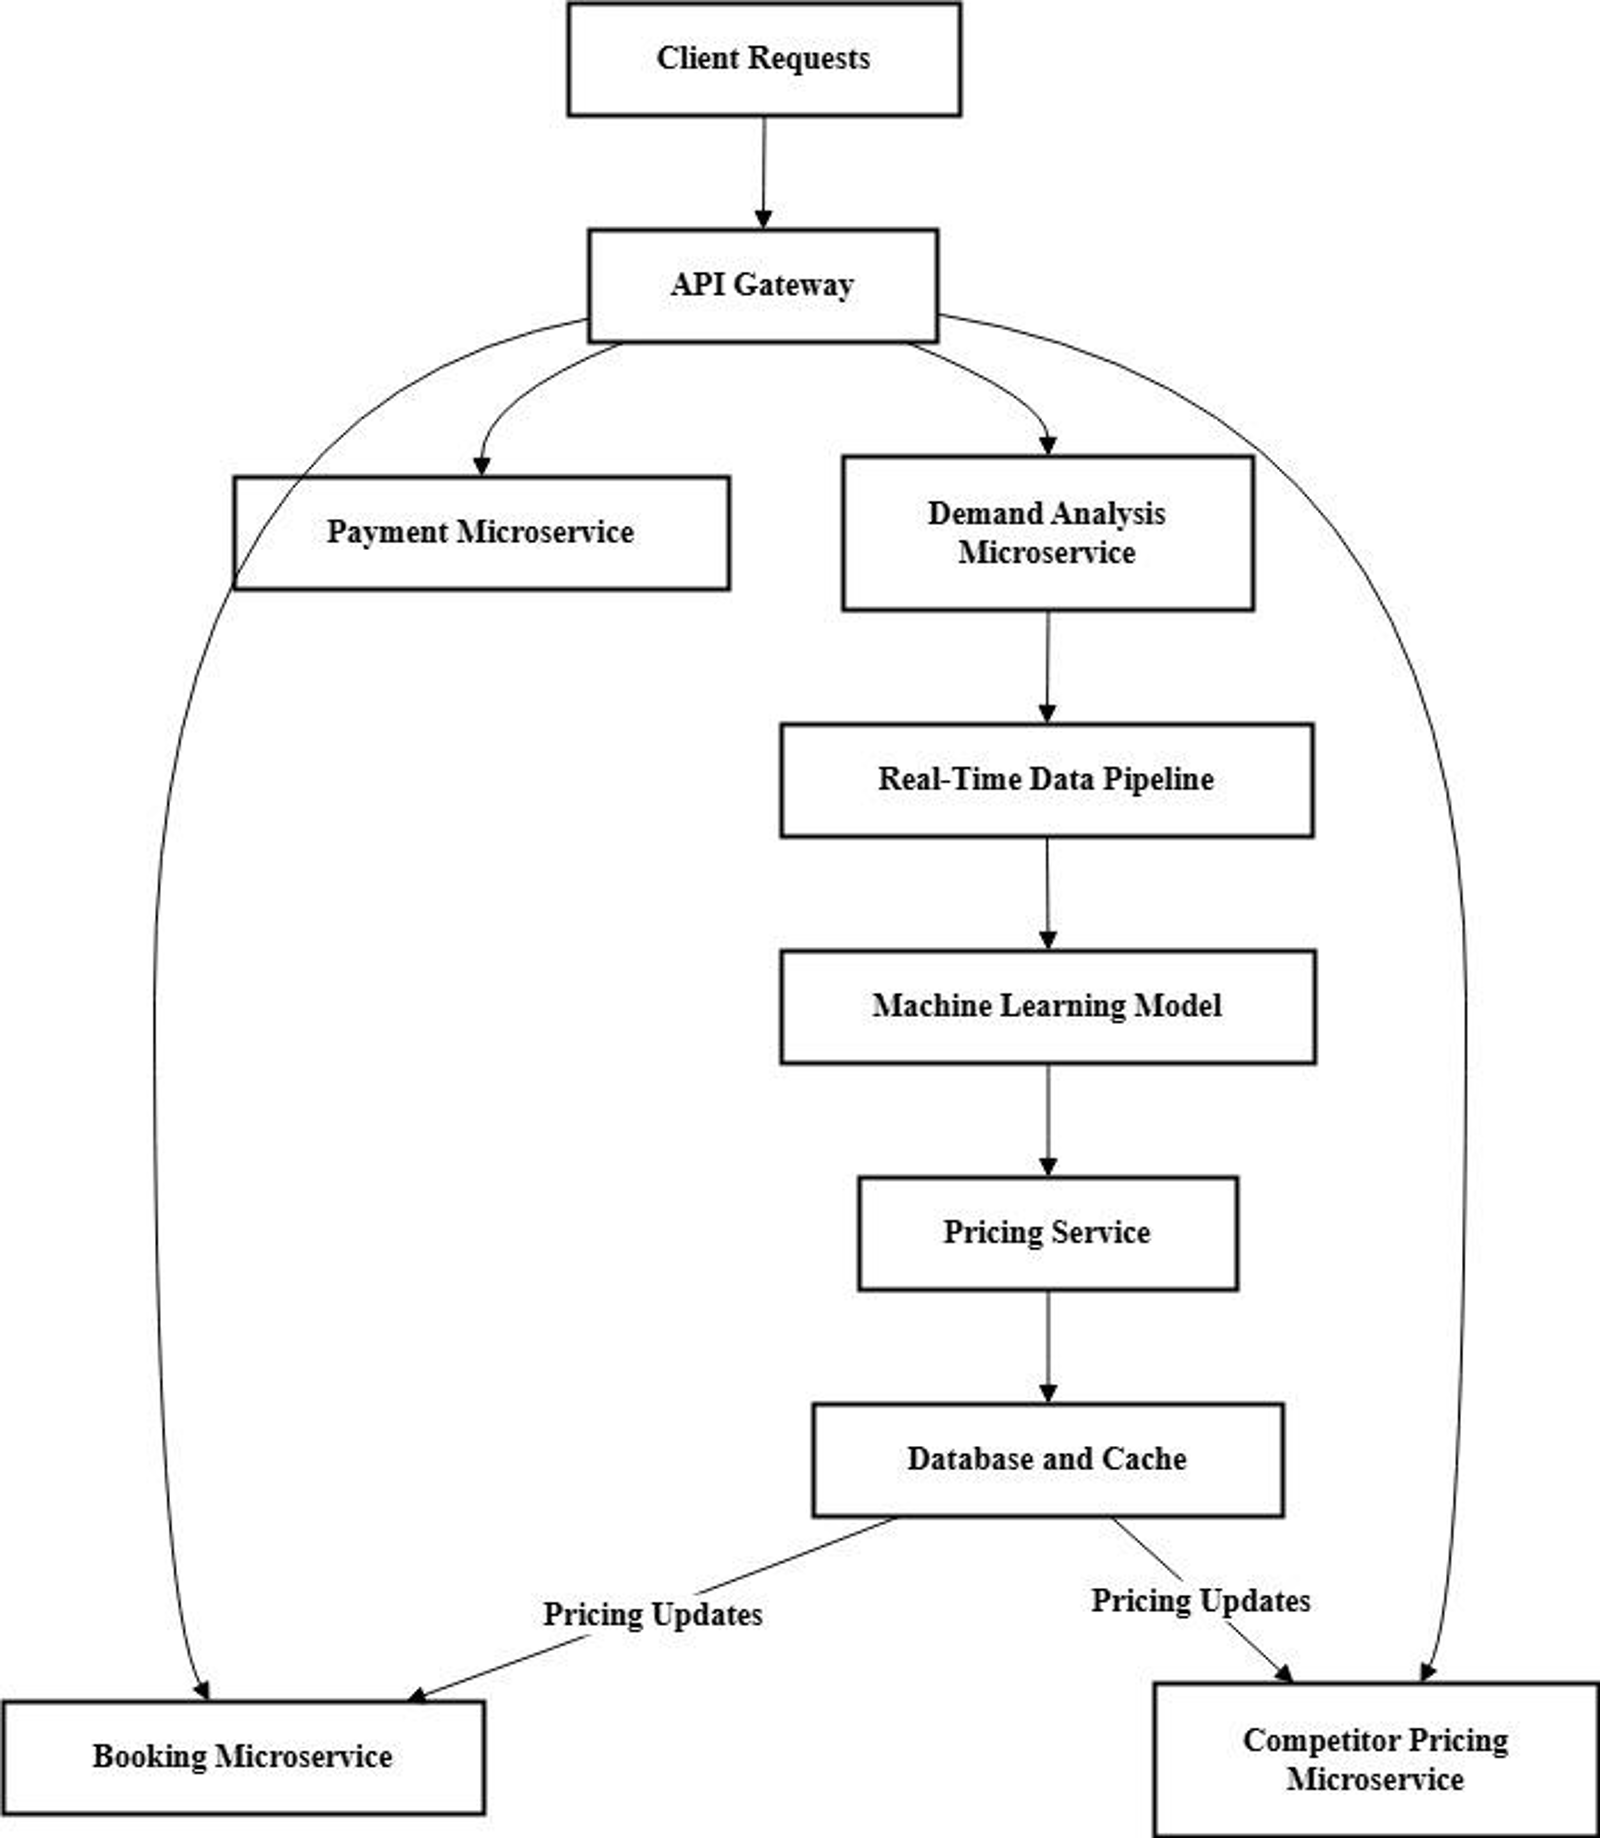 Client Requests
API Gateway
Payment Microservice
Demand Analysis
Microservice
Real-Time Data Pipeline
Machine Learning Model
Pricing Service
Database and Cache
Pricing Updates
Pricing Updates
Booking Microservice
Competitor Pricing
Microservice